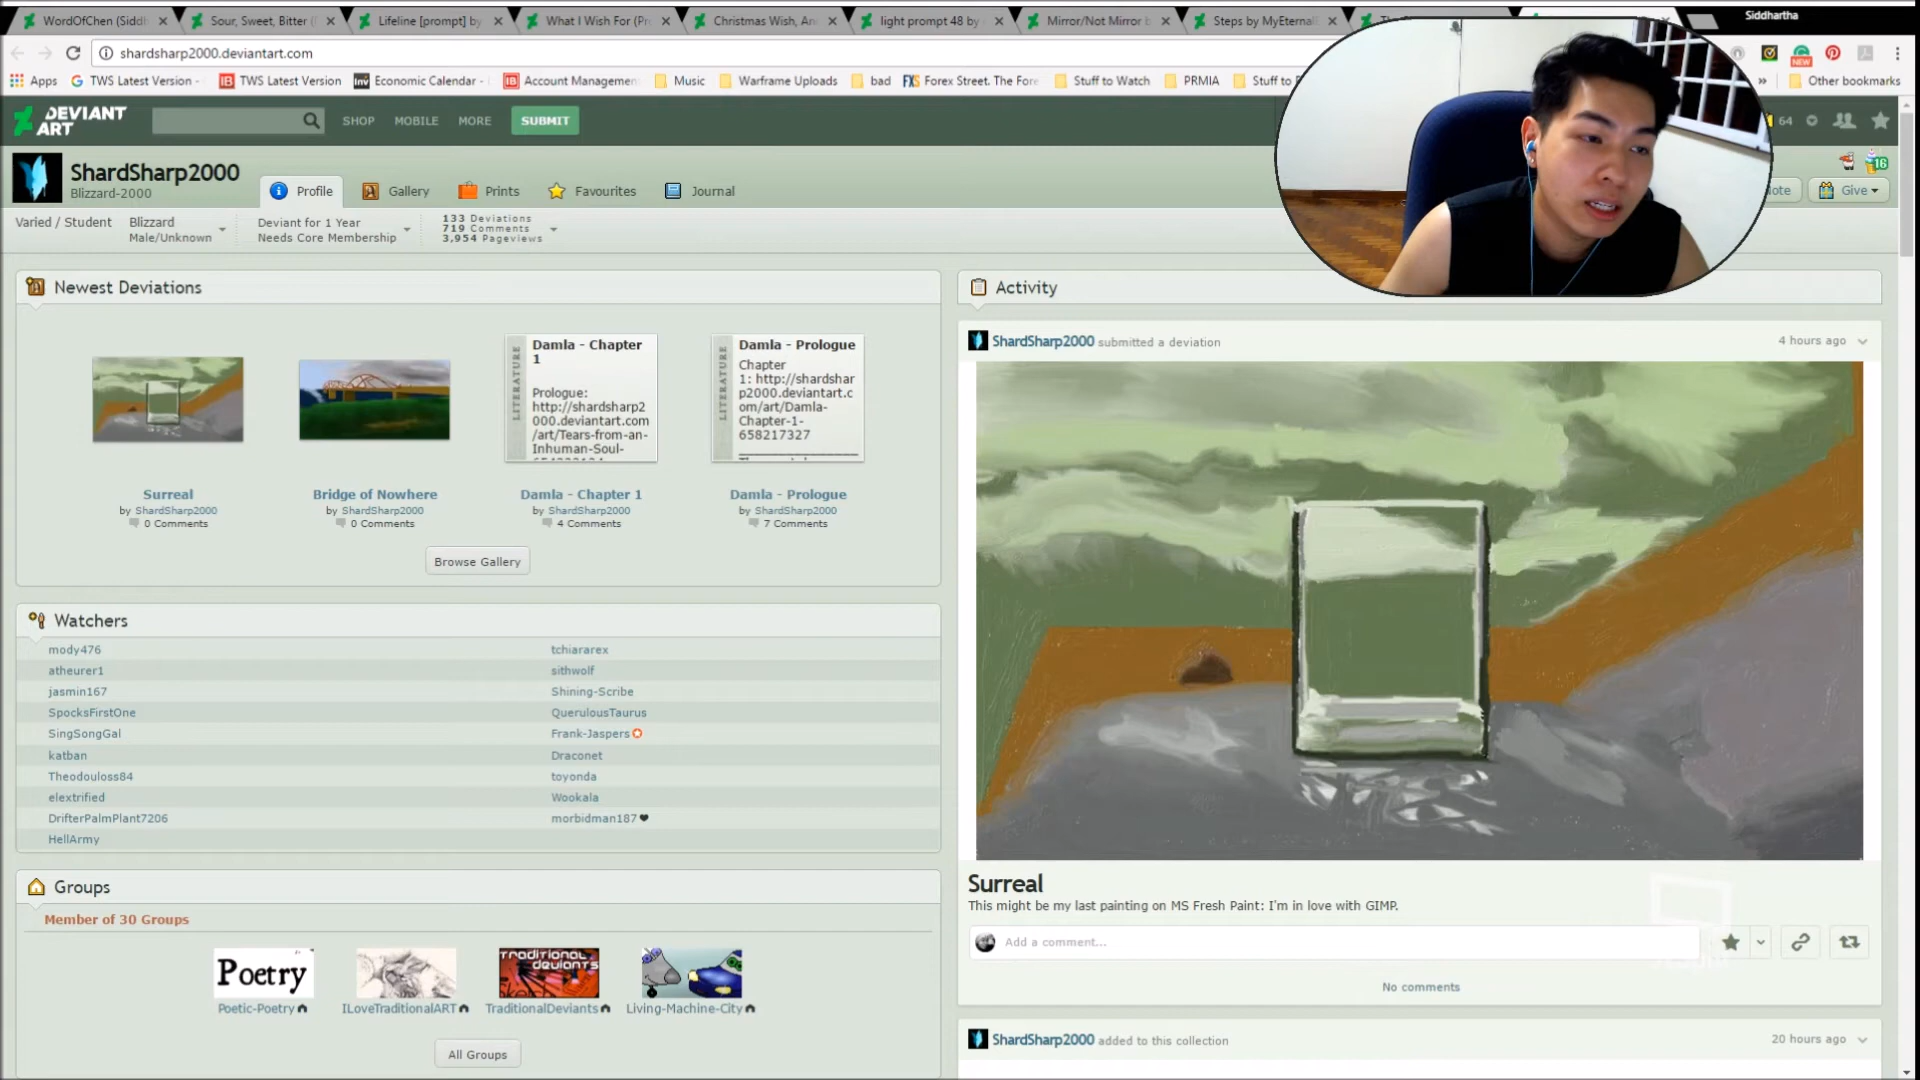 WordOfChen (Siddh
Sour, Sweet, Bitter (
Lifeline [prompt] by
What I Wish For (Pr
Christmas Wish, An
light prompt 48 by
Mirror/Not Mirror b
Steps by MyEternal
Siddhartha
shardsharp2000.deviantart.com
Apps
TWS Latest Version -
TWS Latest Version
Economic Calendar -
Account Managemen
Music
Warframe Uploads
bad
Forex Street. The Fore
Stuff to Watch
PRMIA
Stuff to
»
Other bookmarks
DEVIANT
ART
SHOP
MOBILE
MORE
SUBMIT
64
ShardSharp2000
Blizzard-2000
Profile
Gallery
Prints
Favourites
Journal
16
Give
Varied / Student
Blizzard
Male/Unknown
Deviant for 1 Year
Needs Core Membership
133 Deviations
719 Comments
3,954 Pageviews
Newest Deviations
LITERATURE
Damla - Chapter
1
Prologue:
http://shardsharp2
000.deviantart.com
/art/Tears-from-an-
Inhuman-Soul-
LITERATURE
Damla - Prologue
Chapter
1: http://shardshar
p2000.deviantart.c
om/art/Damla-
Chapter-1-
658217327
Surreal
by ShardSharp2000
0 Comments
Bridge of Nowhere
by ShardSharp2000
0 Comments
Damla - Chapter 1
by ShardSharp2000
4 Comments
Damla - Prologue
by ShardSharp2000
7 Comments
Browse Gallery
Watchers
mody476
tchiararex
atheurer1
sithwolf
jasmin167
Shining-Scribe
SpocksFirstOne
QuerulousTaurus
SingSongGal
Frank-Jaspers
katban
Draconet
Theodouloss84
toyonda
elextrified
Wookala
DrifterPalmPlant7206
morbidman187
HellArmy
Groups
Member of 30 Groups
Poetry
TRADITIONAL
deviants
Poetic-Poetry
ILoveTraditionalART
TraditionalDeviants
Living-Machine-City
All Groups
Activity
ShardSharp2000 submitted a deviation
4 hours ago
Surreal
This might be my last painting on MS Fresh Paint: I'm in love with GIMP.
Add a comment...
No comments
ShardSharp2000 added to this collection
20 hours ago